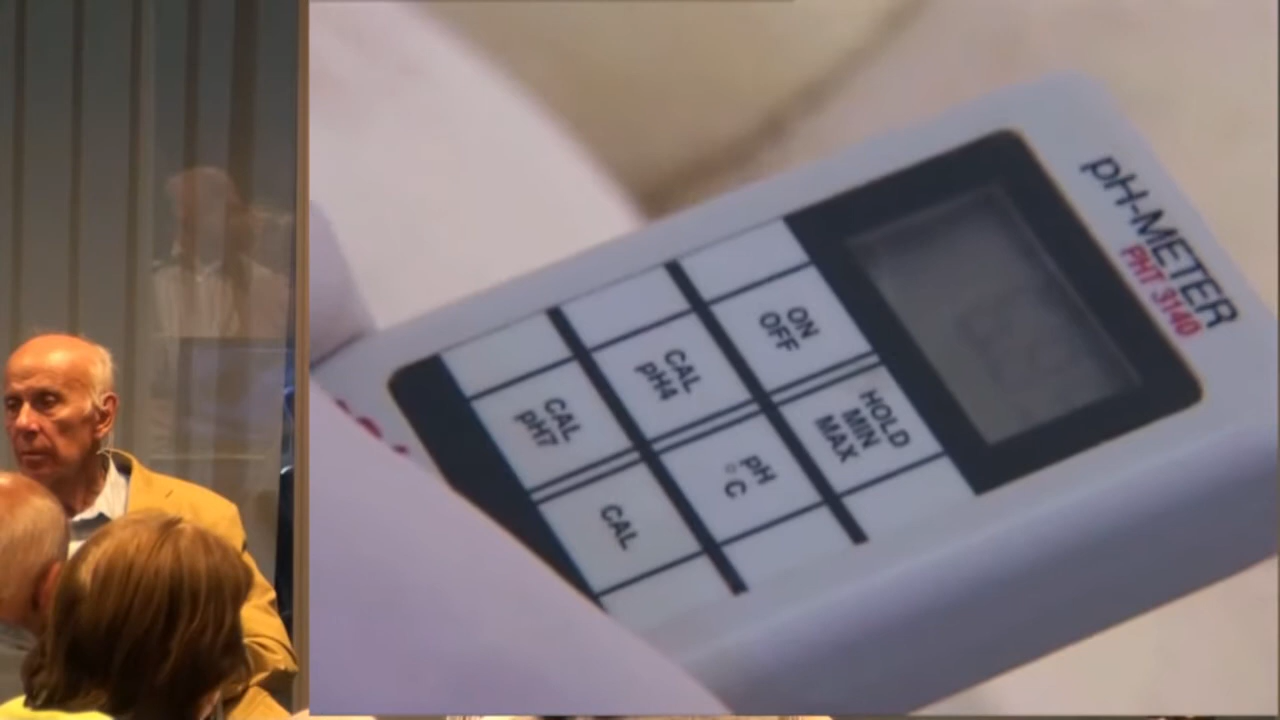 pH-METER
PHT 3140
ON
OFF
HOLD
MIN
MAX
CAL
pH4
pH
°C
CAL
pH7
CAL